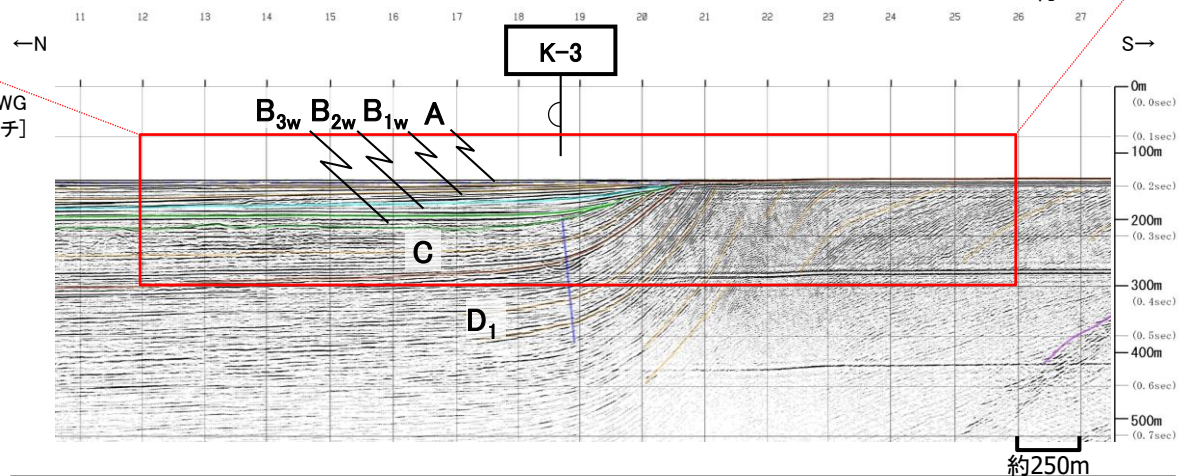 11 12 13 14 15 16 17 18 19 20 21 22 23 24 25 26 27
←N
K-3
S→
WG
チ]
B3w B2w B1w A
0m
(0.0sec)
(0.1sec)
100m
(0.2sec)
200m
(0.3sec)
C
300m
(0.4sec)
D1
(0.5sec)
400m
(0.6sec)
500m
(0.7sec)
約250m